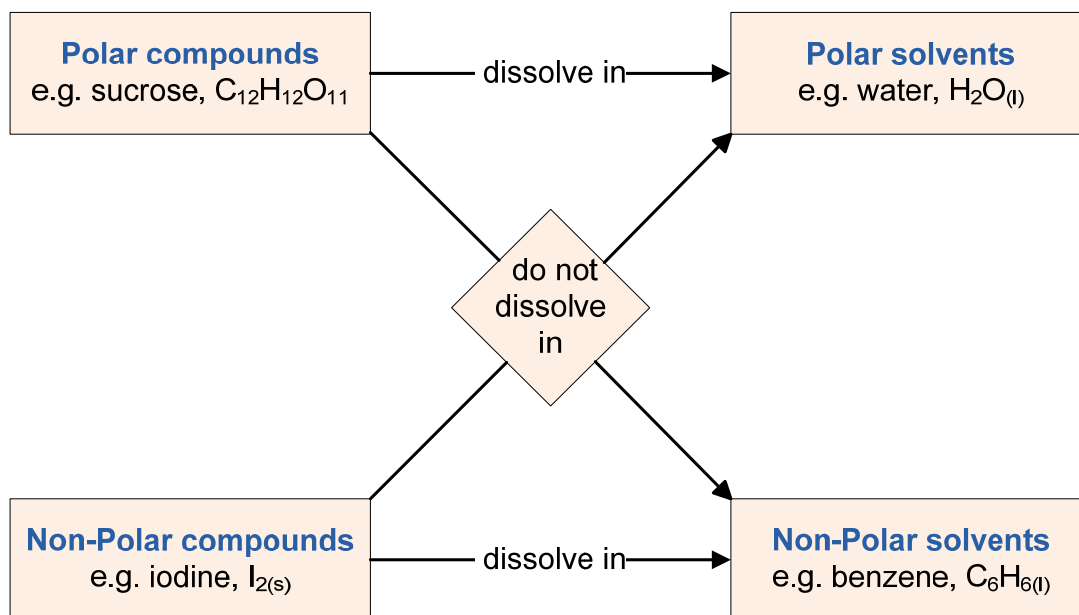 Polar compounds
e.g. sucrose, C₁₂H₁₂O₁₁
dissolve in
Polar solvents
e.g. water, H₂O₍ₗ₎
do not
dissolve
in
Non-Polar compounds
e.g. iodine, I₂₍ₛ₎
dissolve in
Non-Polar solvents
e.g. benzene, C₆H₆₍ₗ₎